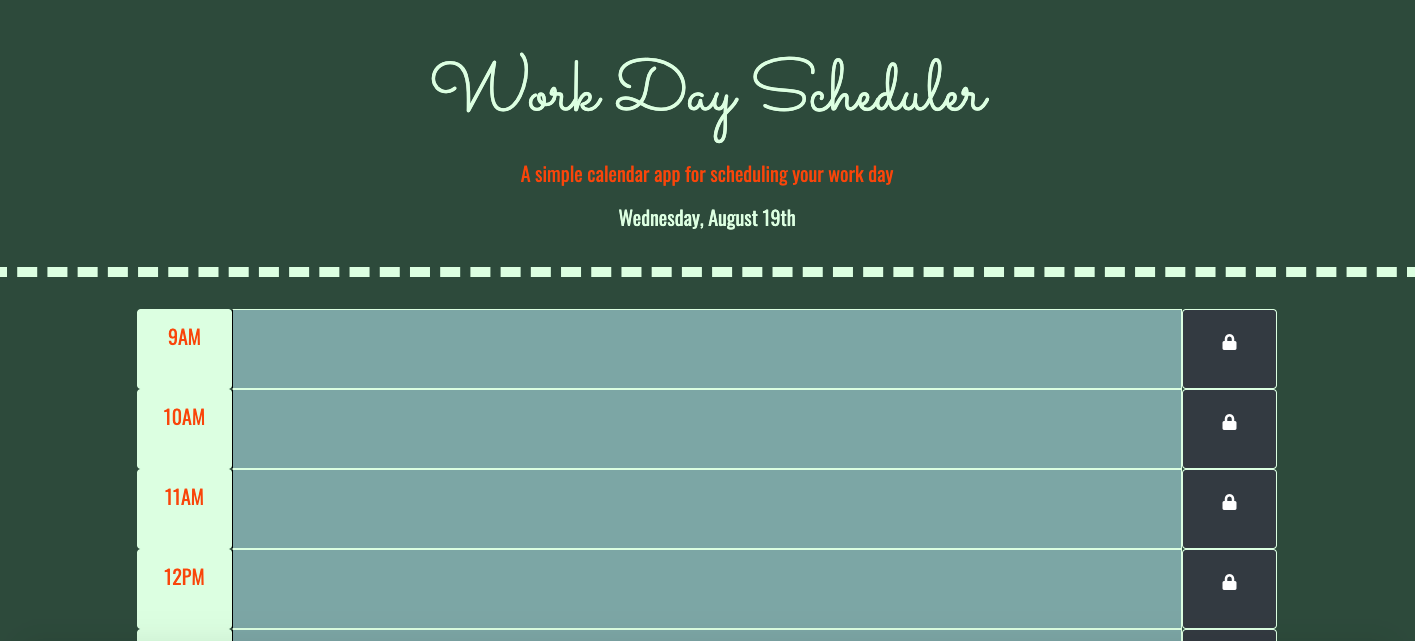 Work Day Scheduler
A simple calendar app for scheduling your work day
Wednesday, August 19th
9AM
10AM
11AM
12PM